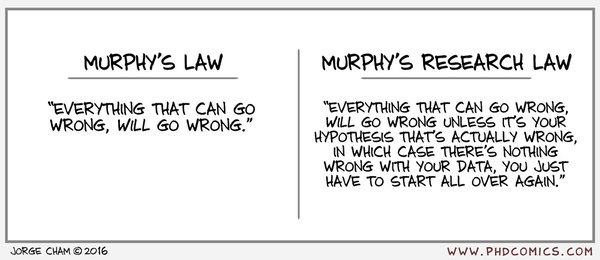 MURPHY'S LAW
"EVERYTHING THAT CAN GO
WRONG, WILL GO WRONG."
MURPHY'S RESEARCH LAW
"EVERYTHING THAT CAN GO WRONG,
WILL GO WRONG UNLESS IT'S YOUR
HYPOTHESIS THAT'S ACTUALLY WRONG,
IN WHICH CASE THERE'S NOTHING
WRONG WITH YOUR DATA, YOU JUST
HAVE TO START ALL OVER AGAIN."
JORGE CHAM © 2016
WWW.PHDCOMICS.COM